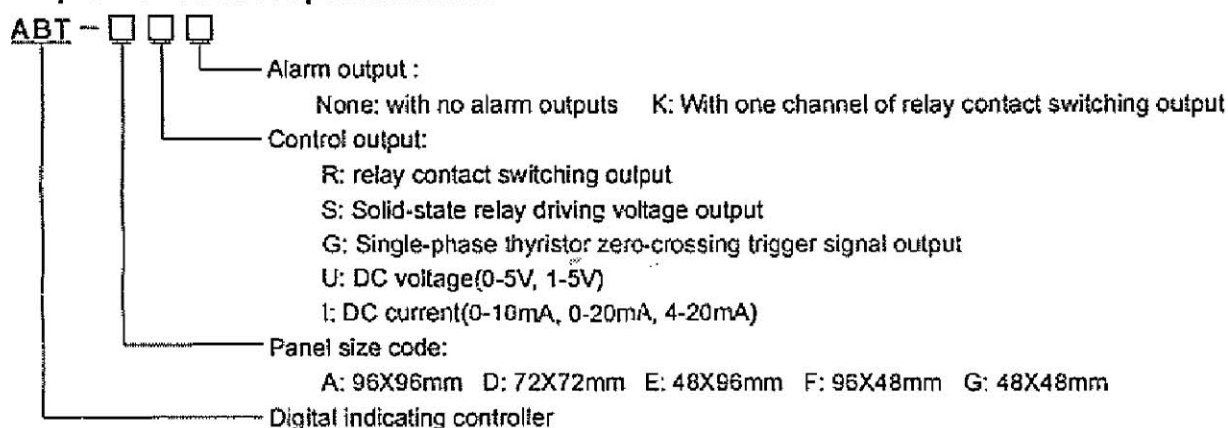 ABT -
Alarm output :
None: with no alarm outputs K: With one channel of relay contact switching output
Control output:
R: relay contact switching output
S: Solid-state relay driving voltage output
G: Single-phase thyristor zero-crossing trigger signal output
U: DC voltage(0-5V, 1-5V)
I: DC current(0-10mA, 0-20mA, 4-20mA)
Panel size code:
A: 96X96mm D: 72X72mm E: 48X96mm F: 96X48mm G: 48X48mm
Digital indicating controller